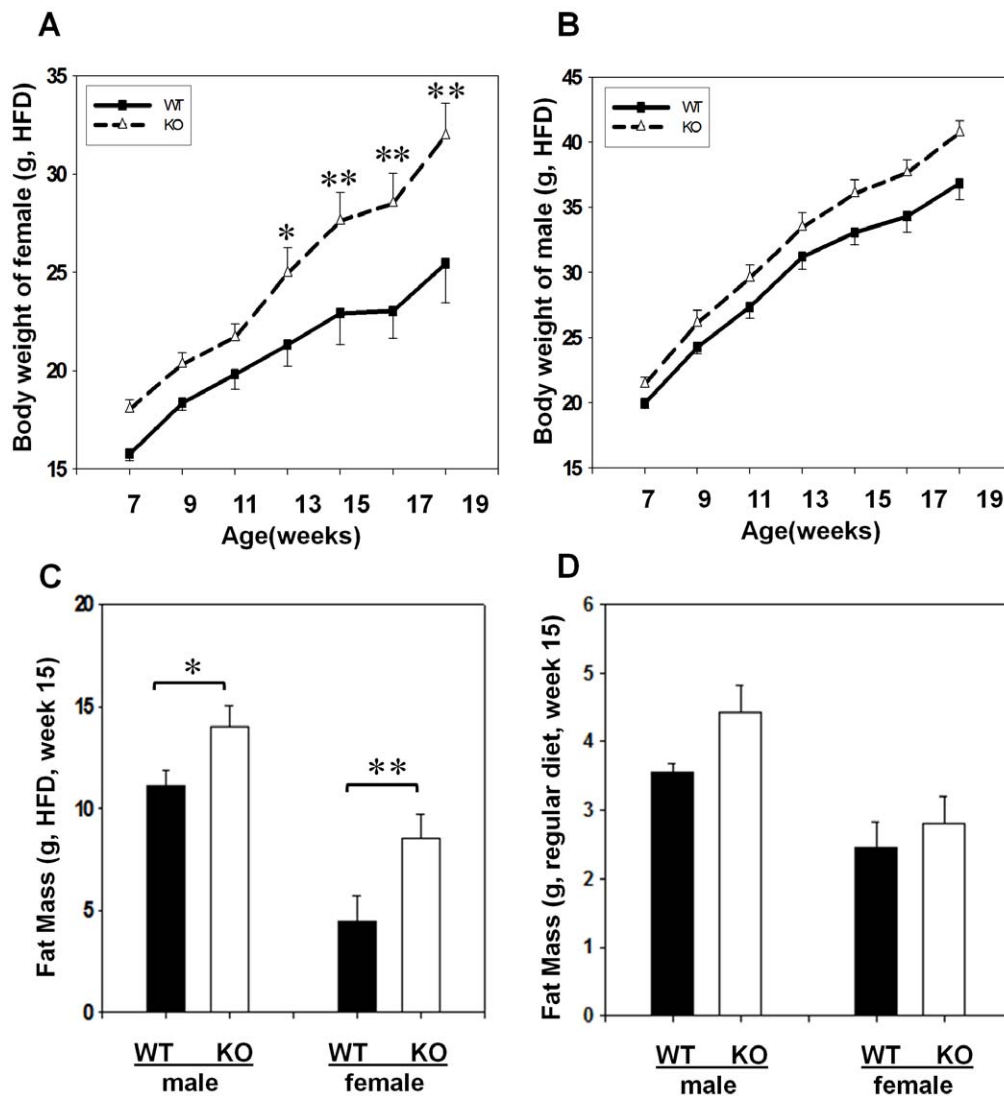 A
Body weight of female (g, HFD)
35
30
25
20
15
WT
KO
*
**
**
**
7 9 11 13 15 17 19
Age(weeks)
B
Body weight of male (g, HFD)
45
40
35
30
25
20
15
WT
KO
7 9 11 13 15 17 19
Age(weeks)
C
Fat Mass (g, HFD, week 15)
20
15
10
5
0
*
**
WT KO WT KO
male female
D
Fat Mass (g, regular diet, week 15)
6
5
4
3
2
1
0
WT KO WT KO
male female